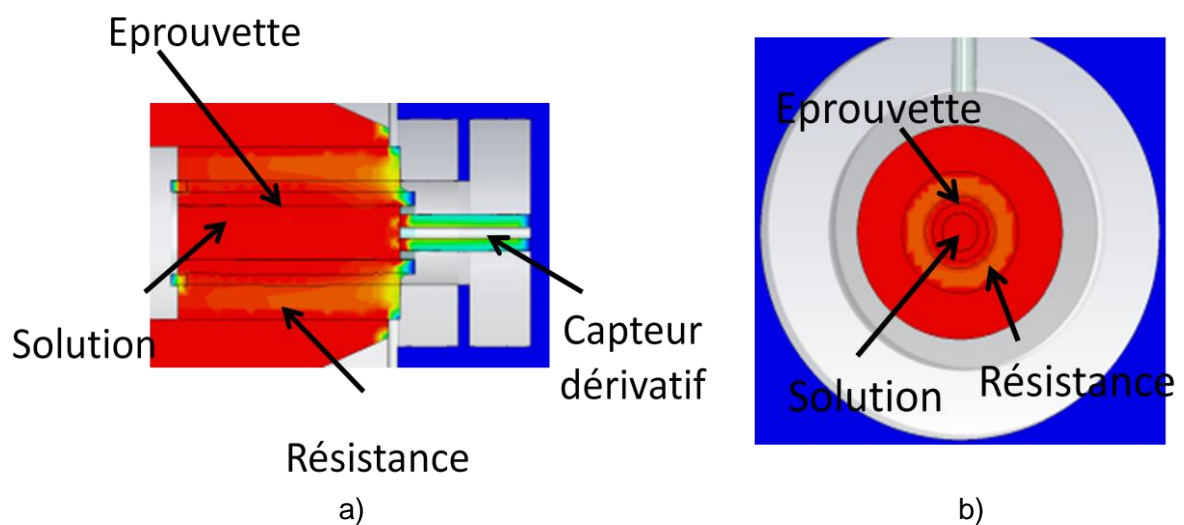 Eprouvette
Solution
Capteur
dérivatif
Résistance
a)
Eprouvette
Solution
Résistance
b)